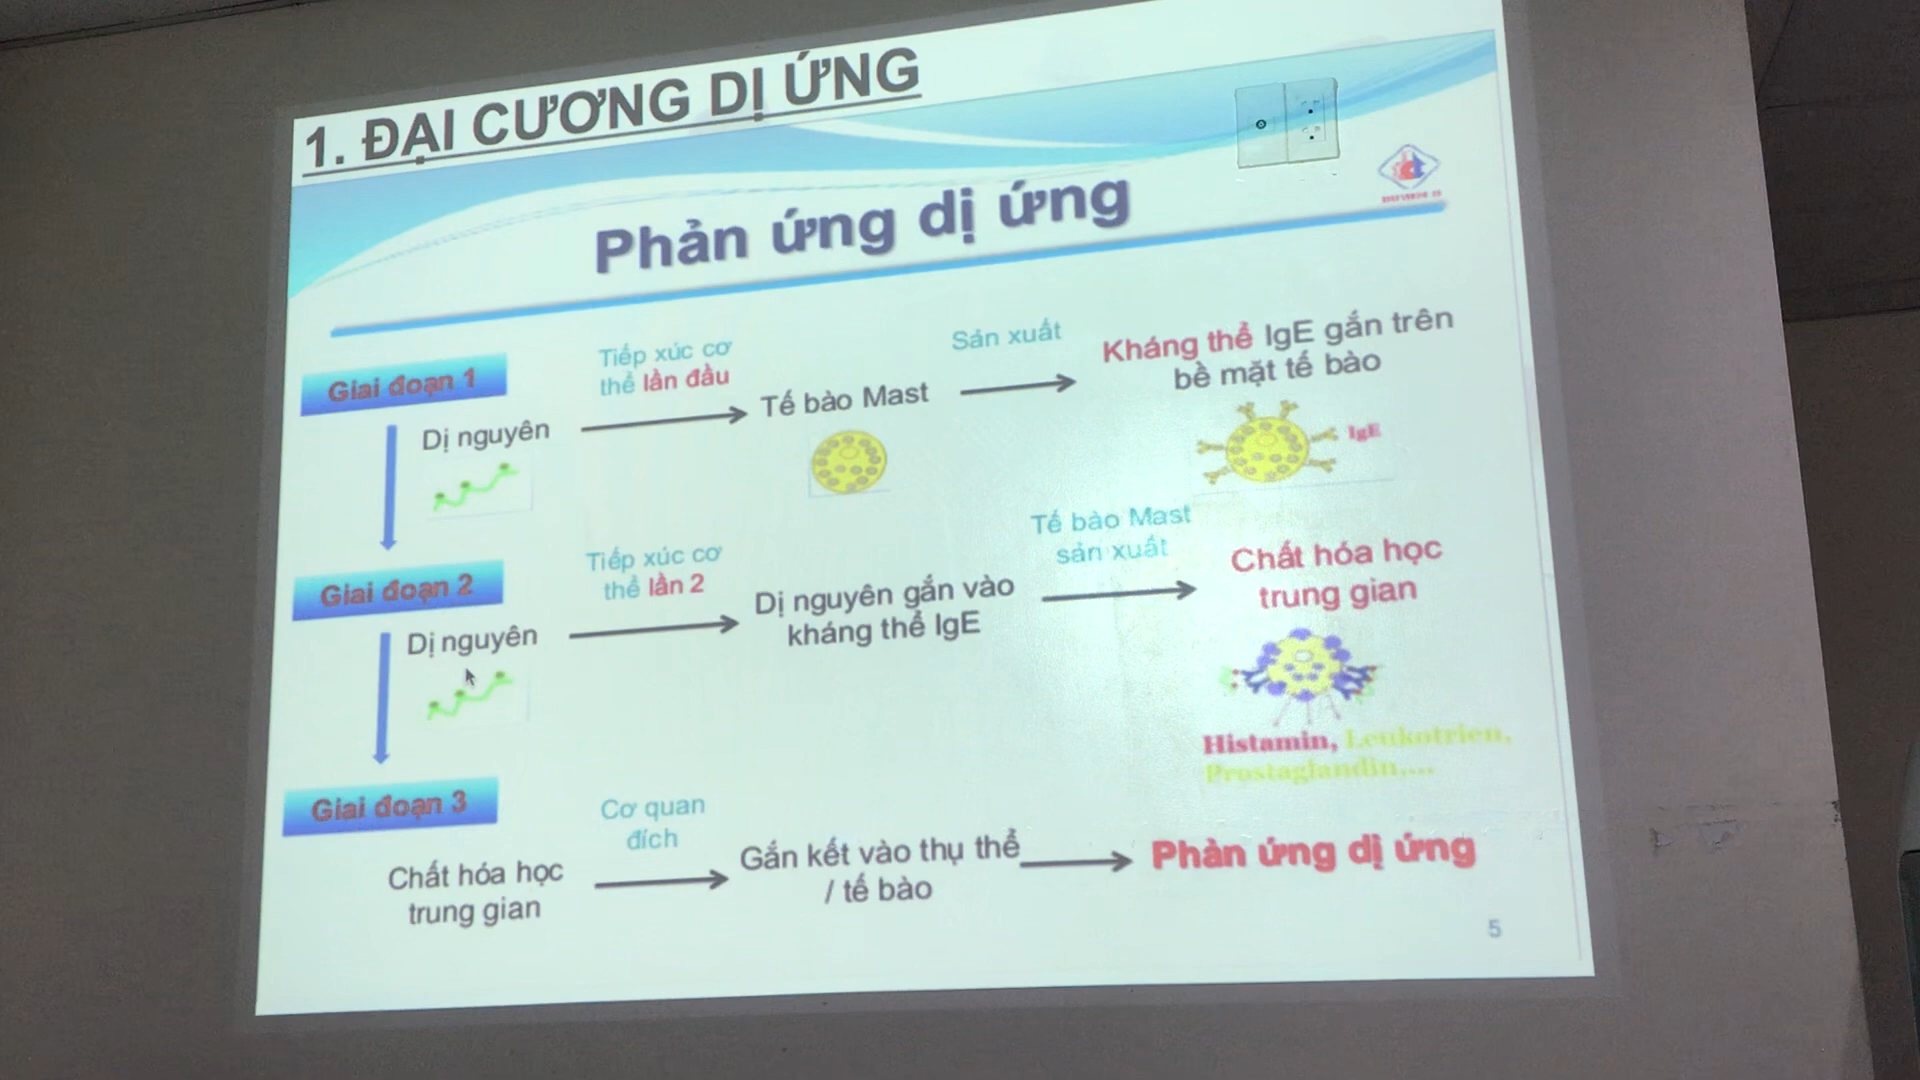 1. ĐẠI CƯƠNG DỊ ỨNG
Phản ứng dị ứng
Giai đoạn 1
Dị nguyên
Tiếp xúc cơ
thể lần đầu
Tế bào Mast
Sản xuất
Kháng thể IgE gắn trên
bề mặt tế bào
IgE
Giai đoạn 2
Dị nguyên
Tiếp xúc cơ
thể lần 2
Dị nguyên gắn vào
kháng thể IgE
Tế bào Mast
sản xuất
Chất hóa học
trung gian
Histamin, Leukotrien,
Prostaglandin....
Giai đoạn 3
Chất hóa học
trung gian
Cơ quan
đích
Gắn kết vào thụ thể
/ tế bào
Phản ứng dị ứng
5